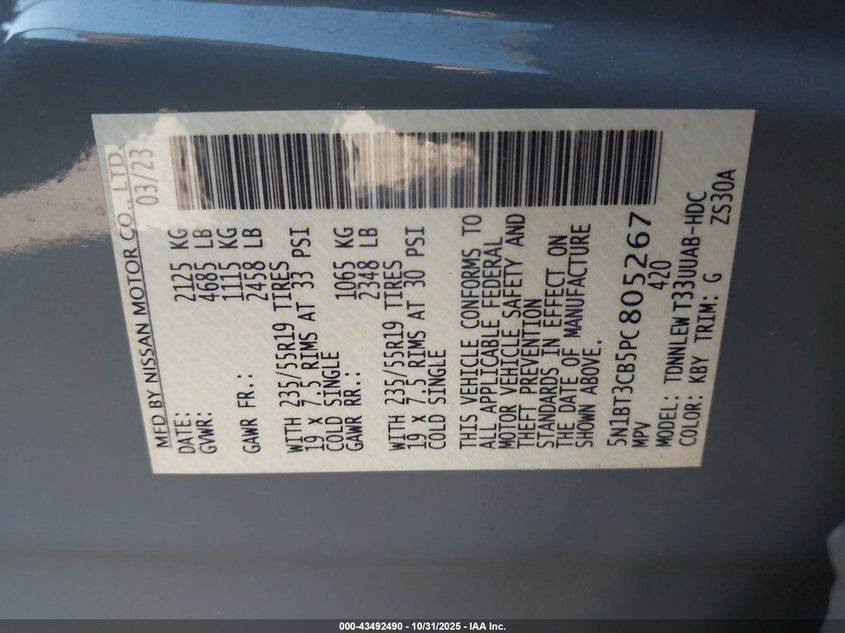 MFD BY NISSAN MOTOR CO., LTD.
DATE: 03/23
GVWR: 2125 KG
4685 LB
1115 KG
GAWR FR.: 2458 LB
WITH 235/55R19 TIRES
19 X 7.5 RIMS AT 33 PSI
COLD SINGLE 1065 KG
GAWR RR.: 2348 LB
WITH 235/55R19 TIRES
19 X 7.5 RIMS AT 30 PSI
COLD SINGLE
THIS VEHICLE CONFORMS TO
ALL APPLICABLE FEDERAL
MOTOR VEHICLE SAFETY AND
THEFT PREVENTION
STANDARDS IN EFFECT ON
THE DATE OF MANUFACTURE
SHOWN ABOVE.
5N1BT3CB5PC805267
MPV 420
MODEL: TDNNLEW T33UUAB-HDC
COLOR: KBY TRIM: G ZS30A
000-43492490 - 10/31/2025 - IAA Inc.